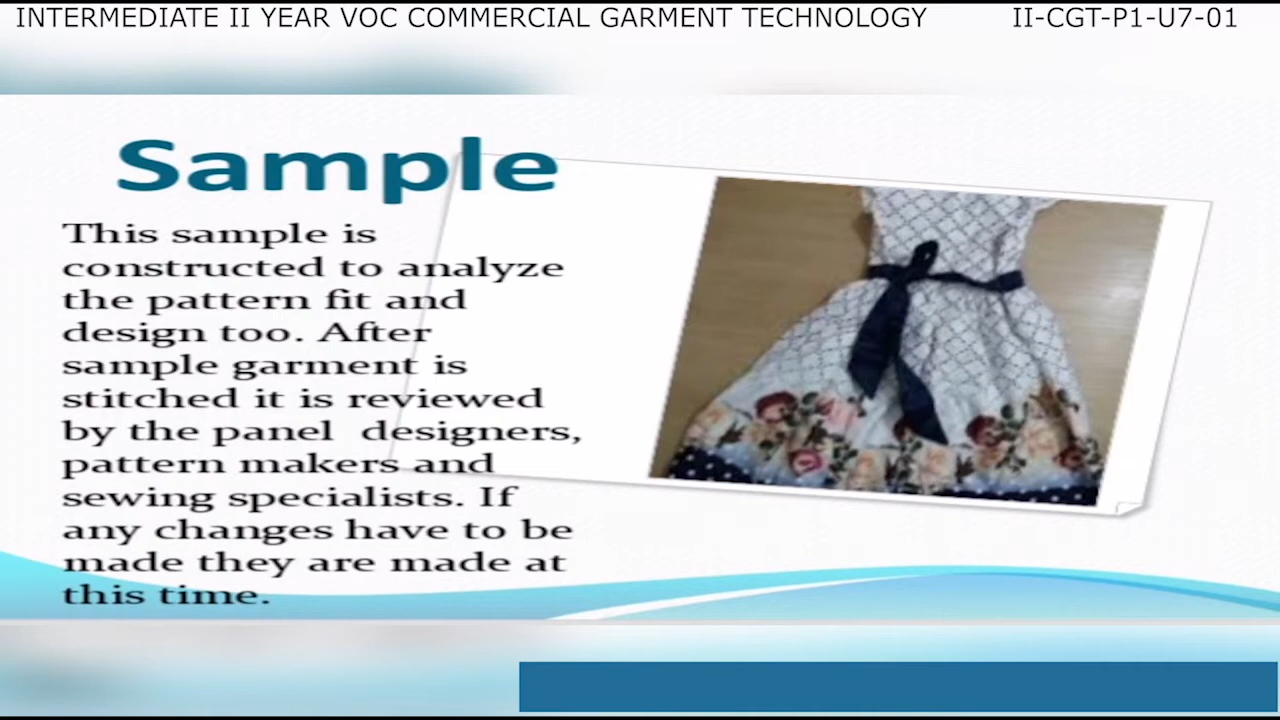 INTERMEDIATE II YEAR VOC COMMERCIAL GARMENT TECHNOLOGY II-CGT-P1-U7-01
Sample
This sample is
constructed to analyze
the pattern fit and
design too. After
sample garment is
stitched it is reviewed
by the panel  designers,
pattern makers and
sewing specialists. If
any changes have to be
made they are made at
this time.